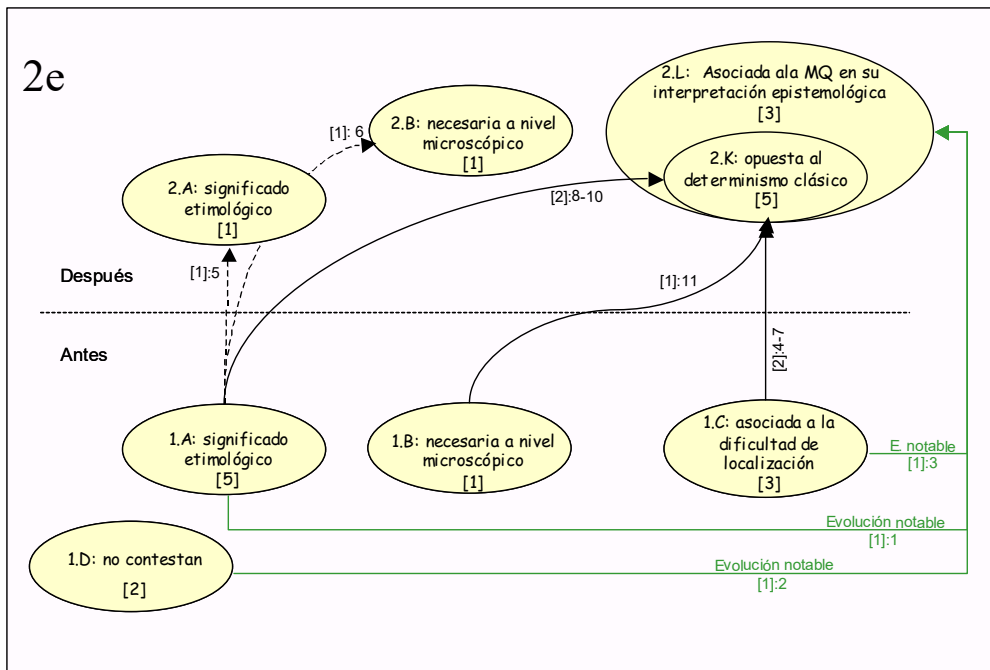 2e
2.L: Asociada ala MQ en su
interpretación epistemológica
[3]
2.K: opuesta al
determinismo clásico
[5]
[1]: 6
2.B: necesaria a nivel
microscópico
[1]
2.A: significado
etimológico
[1]
[2]:8-10
[1]:5
[1]:11
Después
Antes
[2]:4-7
1.A: significado
etimológico
[5]
1.B: necesaria a nivel
microscópico
[1]
1.C: asociada a la
dificultad de
localización
[3]
E. notable
[1]:3
Evolución notable
[1]:1
1.D: no contestan
[2]
Evolución notable
[1]:2